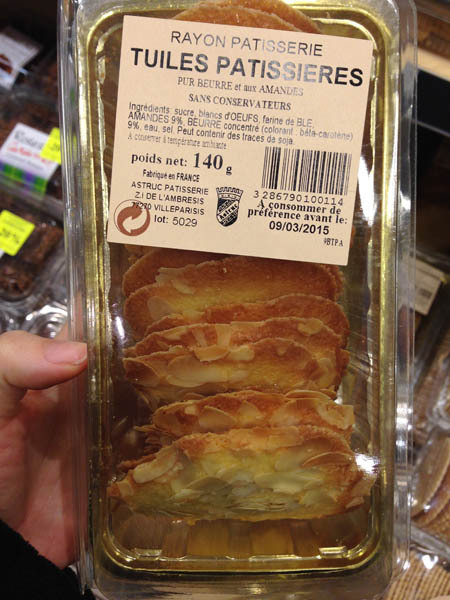 RAYON PATISSERIE
TUILES PATISSIERES
PUR BEURRE et aux AMANDES
SANS CONSERVATEURS
Ingrédients: sucre, blancs d'OEUFS, farine de BLE,
AMANDES 9%, BEURRE concentré (colorant : béta-carotène)
9%, eau, sel. Peut contenir des traces de soja.
A conserver à température ambiante
poids net: 140 g
Fabriqué en FRANCE
ASTRUC PATISSERIE
Z.I DE L'AMBRESIS
77270 VILLEPARISIS
lot: 5029
3 286790 100114
A consommer de
préférence avant le:
09/03/2015
9BTPA